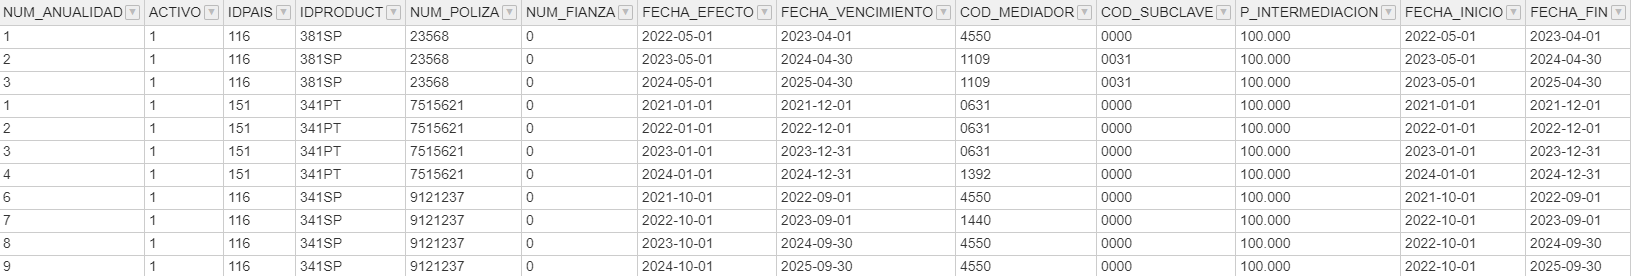 NUM_ANUALIDAD ACTIVO IDPAIS IDPRODUCT NUM_POLIZA NUM_FIANZA FECHA_EFECTO FECHA_VENCIMIENTO COD_MEDIADOR COD_SUBCLAVE P_INTERMEDIACION FECHA_INICIO FECHA_FIN
1 1 116 381SP 23568 0 2022-05-01 2023-04-01 4550 0000 100.000 2022-05-01 2023-04-01
2 1 116 381SP 23568 0 2023-05-01 2024-04-30 1109 0031 100.000 2023-05-01 2024-04-30
3 1 116 381SP 23568 0 2024-05-01 2025-04-30 1109 0031 100.000 2023-05-01 2025-04-30
1 1 151 341PT 7515621 0 2021-01-01 2021-12-01 0631 0000 100.000 2021-01-01 2021-12-01
2 1 151 341PT 7515621 0 2022-01-01 2022-12-01 0631 0000 100.000 2022-01-01 2022-12-01
3 1 151 341PT 7515621 0 2023-01-01 2023-12-31 0631 0000 100.000 2023-01-01 2023-12-31
4 1 151 341PT 7515621 0 2024-01-01 2024-12-31 1392 0000 100.000 2024-01-01 2024-12-31
6 1 116 341SP 9121237 0 2021-10-01 2022-09-01 4550 0000 100.000 2021-10-01 2022-09-01
7 1 116 341SP 9121237 0 2022-10-01 2023-09-01 1440 0000 100.000 2022-10-01 2023-09-01
8 1 116 341SP 9121237 0 2023-10-01 2024-09-30 4550 0000 100.000 2022-10-01 2024-09-30
9 1 116 341SP 9121237 0 2024-10-01 2025-09-30 4550 0000 100.000 2022-10-01 2025-09-30